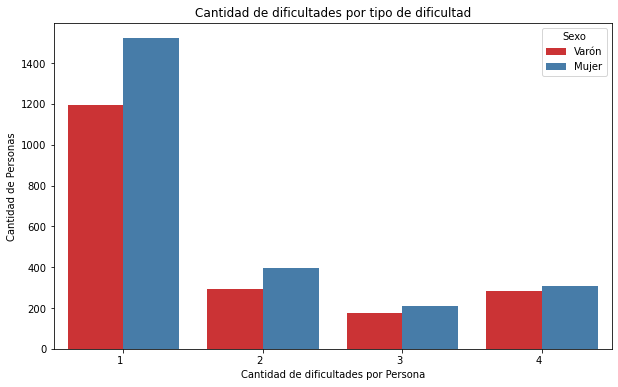 Cantidad de dificultades por tipo de dificultad
Sexo
Varón
Mujer
Cantidad de Personas
1400
1200
1000
800
600
400
200
0
1 2 3 4
Cantidad de dificultades por Persona